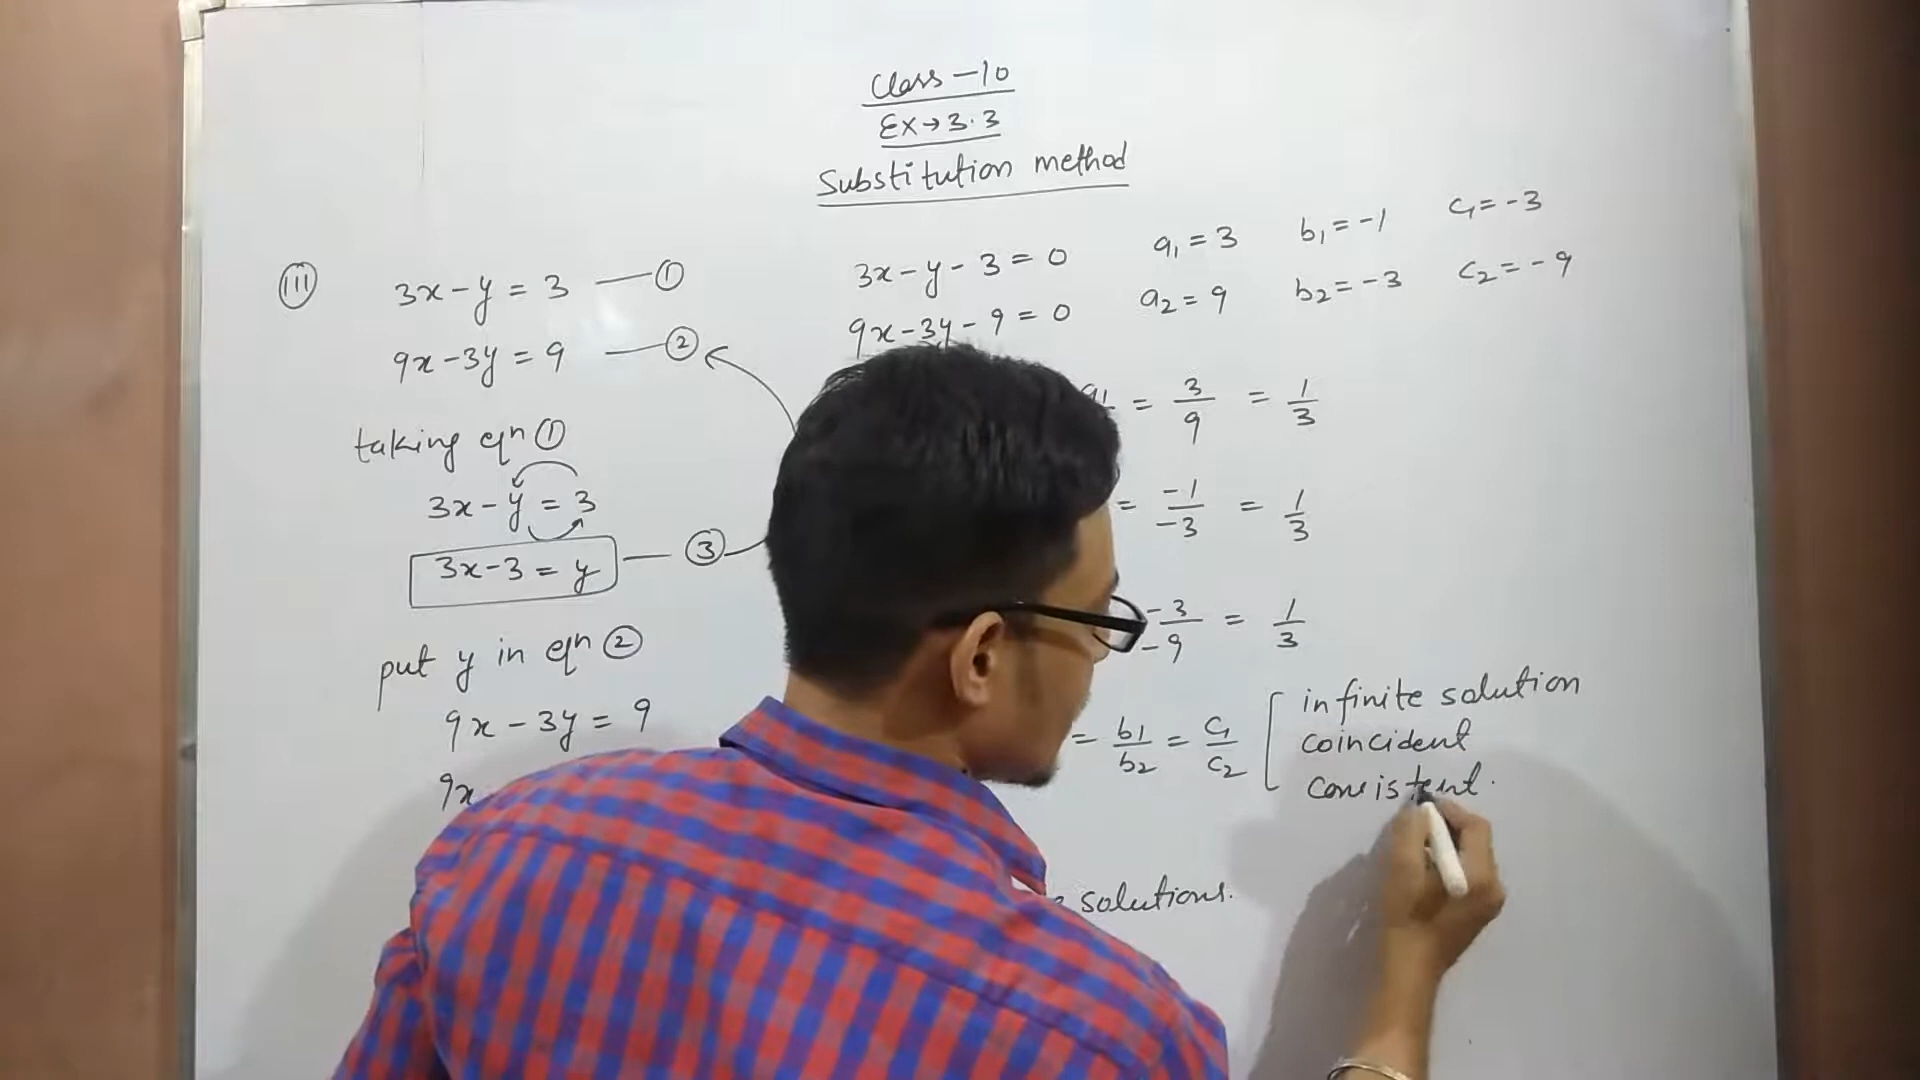 Class-10
Ex→3.3
Substitution method
(iii) 3x-y=3 —①
9x-3y=9 —②
taking eqn ①
3x-y=3
3x-3=y —③
put y in eqn ②
9x-3y=9
9x
3x-y-3=0 a1=3 b1=-1 c1=-3
9x-3y-9=0 a2=9 b2=-3 c2=-9
= 3/9 = 1/3
= -1/-3 = 1/3
-3/-9 = 1/3
= b1/b2 = c1/c2 [ infinite solution
coincident
consistent.
solutions.